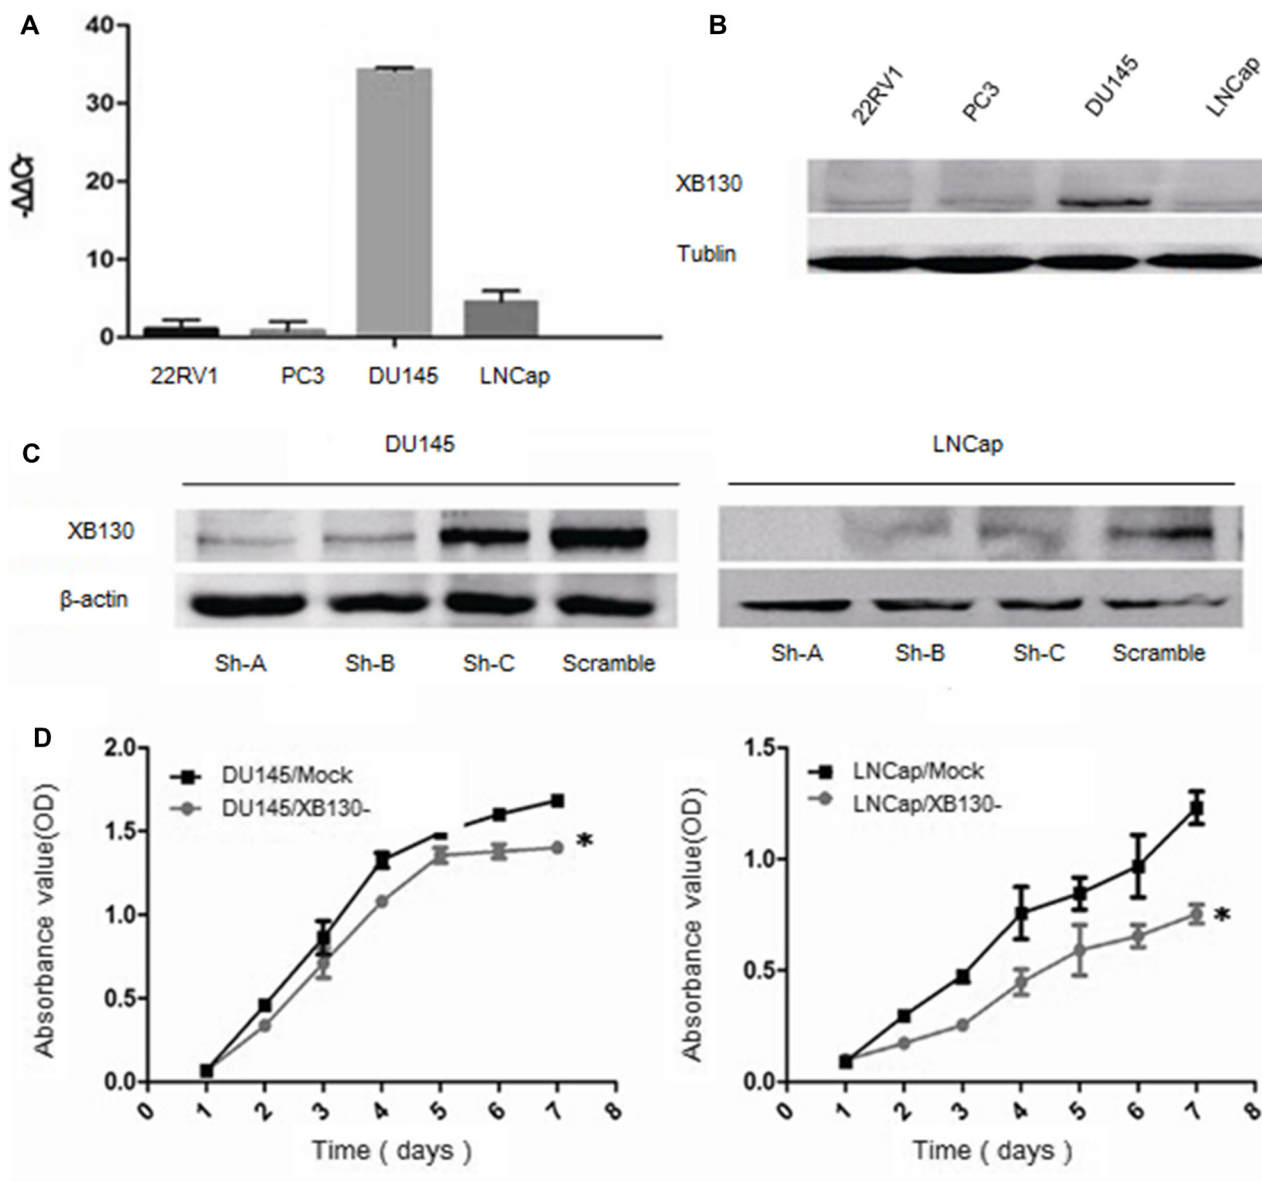 A
40
30
20
10
0
-ΔΔCт
22RV1 PC3 DU145 LNCap
B
22RV1 PC3 DU145 LNCap
XB130
Tublin
C
DU145 LNCap
XB130
β-actin
Sh-A Sh-B Sh-C Scramble
Sh-A Sh-B Sh-C Scramble
D
Absorbance value(OD)
2.0
1.5
1.0
0.5
0.0
DU145/Mock
DU145/XB130-
*
0 1 2 3 4 5 6 7 8
Time ( days )
Absorbance value(OD)
1.5
1.0
0.5
0.0
LNCap/Mock
LNCap/XB130-
*
0 1 2 3 4 5 6 7 8
Time ( days )